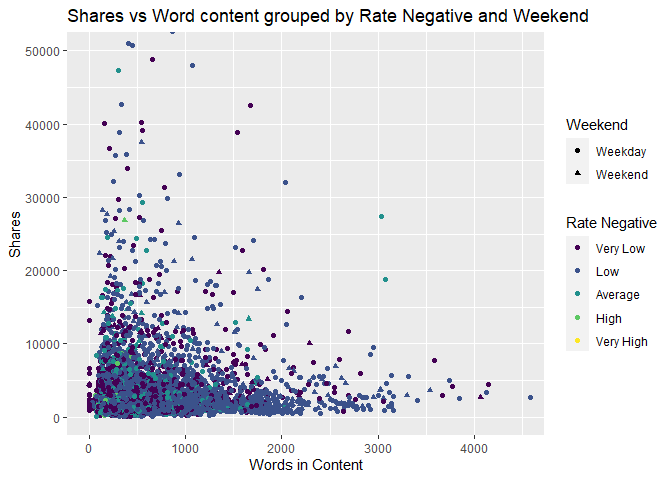 Shares vs Word content grouped by Rate Negative and Weekend
50000
40000
30000
20000
10000
0
Shares
0 1000 2000 3000 4000
Words in Content
Weekend
Weekday
Weekend
Rate Negative
Very Low
Low
Average
High
Very High